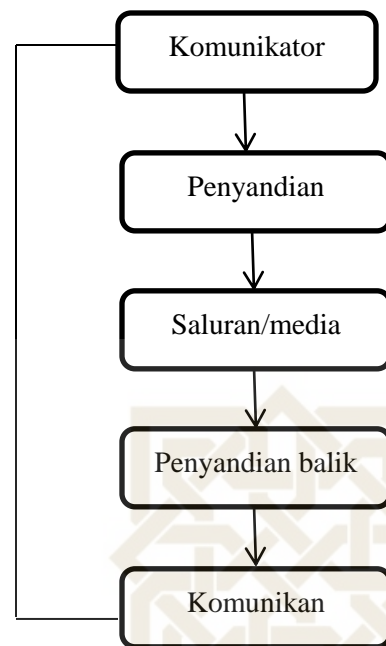 Komunikator
Penyandian
Saluran/media
Penyandian balik
Komunikan